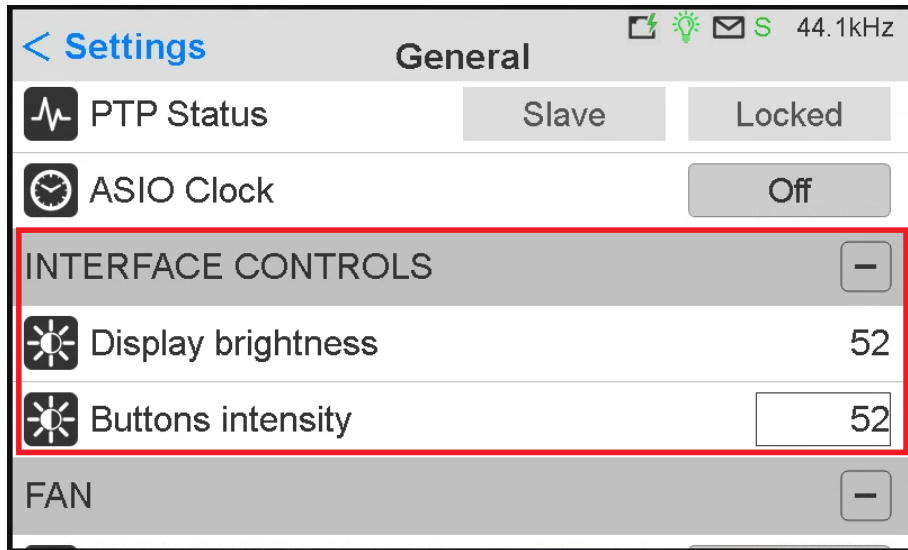 < Settings
General
S 44.1kHz
PTP Status Slave Locked
ASIO Clock Off
INTERFACE CONTROLS −
Display brightness 52
Buttons intensity 52
FAN −